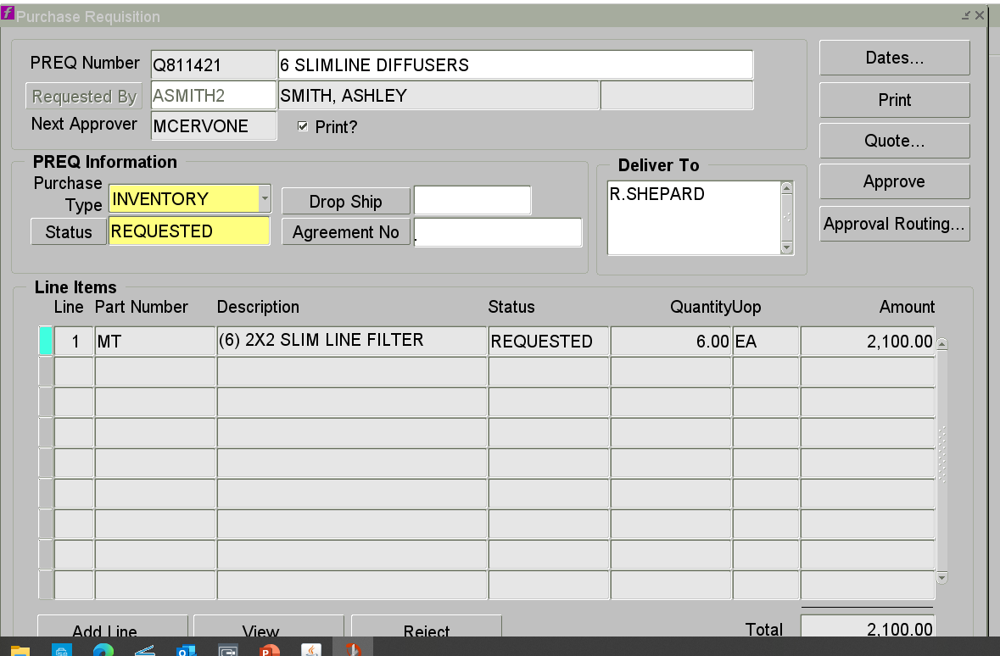 Purchase Requisition
PREQ Number Q811421 6 SLIMLINE DIFFUSERS
Requested By ASMITH2 SMITH, ASHLEY
Next Approver MCERVONE Print?
Dates...
Print
Quote...
Approve
Approval Routing...
PREQ Information
Purchase Type INVENTORY Drop Ship
Status REQUESTED Agreement No .
Deliver To
R.SHEPARD
Line Items
Line Part Number Description Status Quantity Uop Amount
1 MT (6) 2X2 SLIM LINE FILTER REQUESTED 6.00 EA 2,100.00
Add Line View Reject Total 2,100.00